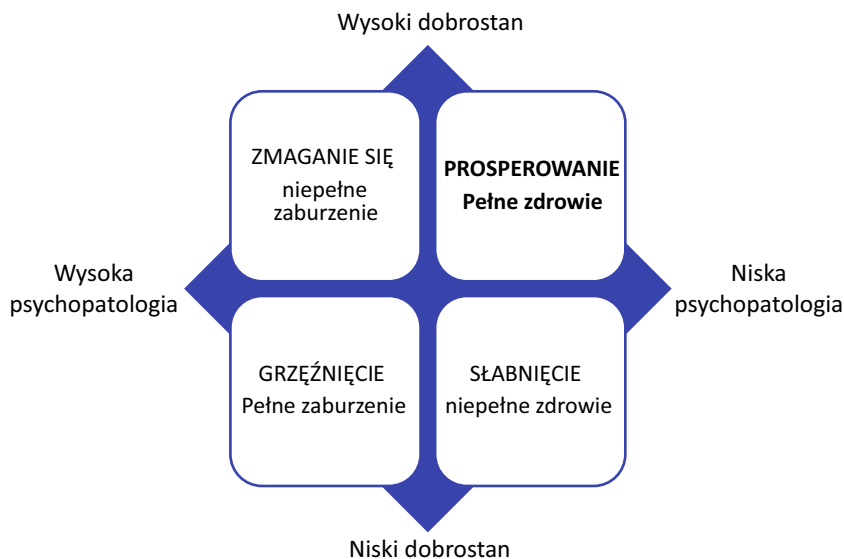 Wysoki dobrostan
ZMAGANIE SIĘ
niepełne
zaburzenie
PROSPEROWANIE
Pełne zdrowie
Wysoka
psychopatologia
Niska
psychopatologia
GRZĘŹNIĘCIE
Pełne zaburzenie
SŁABNIĘCIE
niepełne zdrowie
Niski dobrostan